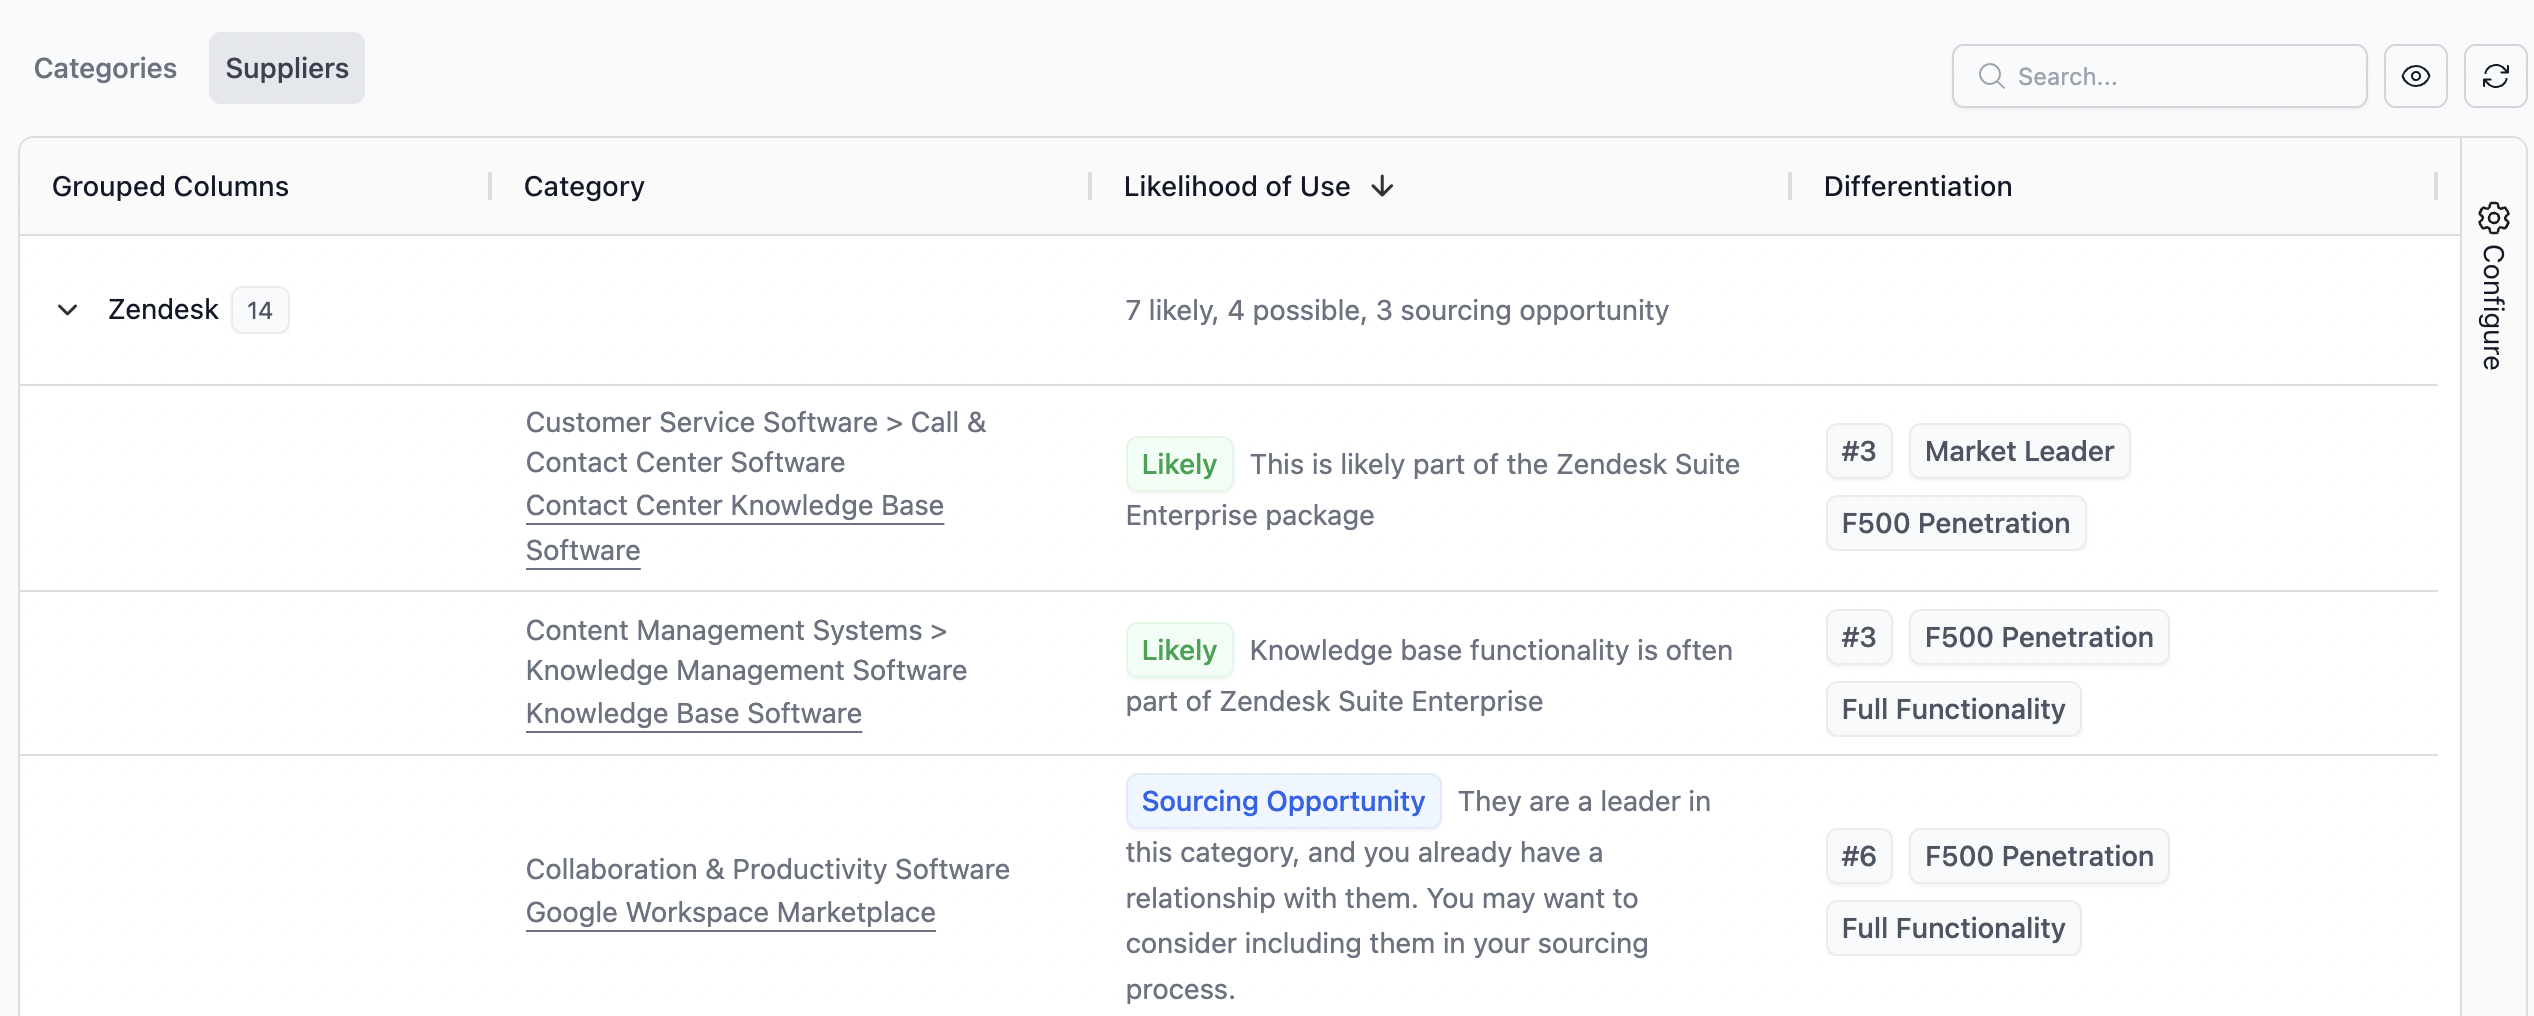 Categories
Suppliers
Search...
Grouped Columns
Category
Likelihood of Use
Differentiation
Configure
Zendesk 14
7 likely, 4 possible, 3 sourcing opportunity
Customer Service Software > Call &
Contact Center Software
Contact Center Knowledge Base
Software
Likely This is likely part of the Zendesk Suite
Enterprise package
#3 Market Leader
F500 Penetration
Content Management Systems >
Knowledge Management Software
Knowledge Base Software
Likely Knowledge base functionality is often
part of Zendesk Suite Enterprise
#3 F500 Penetration
Full Functionality
Collaboration & Productivity Software
Google Workspace Marketplace
Sourcing Opportunity They are a leader in
this category, and you already have a
relationship with them. You may want to
consider including them in your sourcing
process.
#6 F500 Penetration
Full Functionality